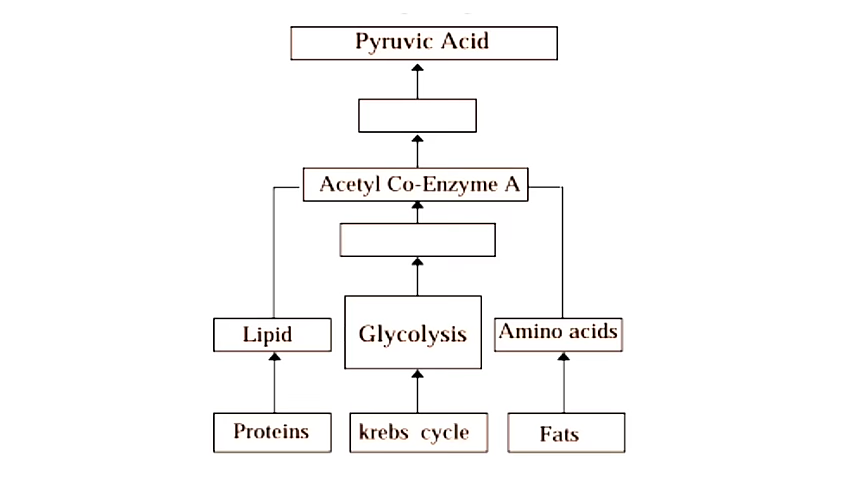 Pyruvic Acid
Acetyl Co-Enzyme A
Lipid
Glycolysis
Amino acids
Proteins
krebs cycle
Fats